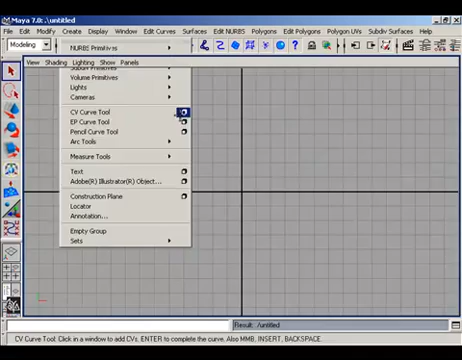 Maya 7.0: .\untitled
File Edit Modify Create Display Window Edit Curves Surfaces Edit NURBS Polygons Edit Polygons Polygon UVs Subdiv Surfaces
Modeling
View Shading Lighting Show Panels
NURBS Primitives
Subdiv Primitives
Volume Primitives
Lights
Cameras
CV Curve Tool
EP Curve Tool
Pencil Curve Tool
Arc Tools
Measure Tools
Text
Adobe(R) Illustrator(R) Object...
Construction Plane
Locator
Annotation...
Empty Group
Sets
Result: ./untitled
CV Curve Tool: Click in a window to add CVs. ENTER to complete the curve. Also MMB, INSERT, BACKSPACE.